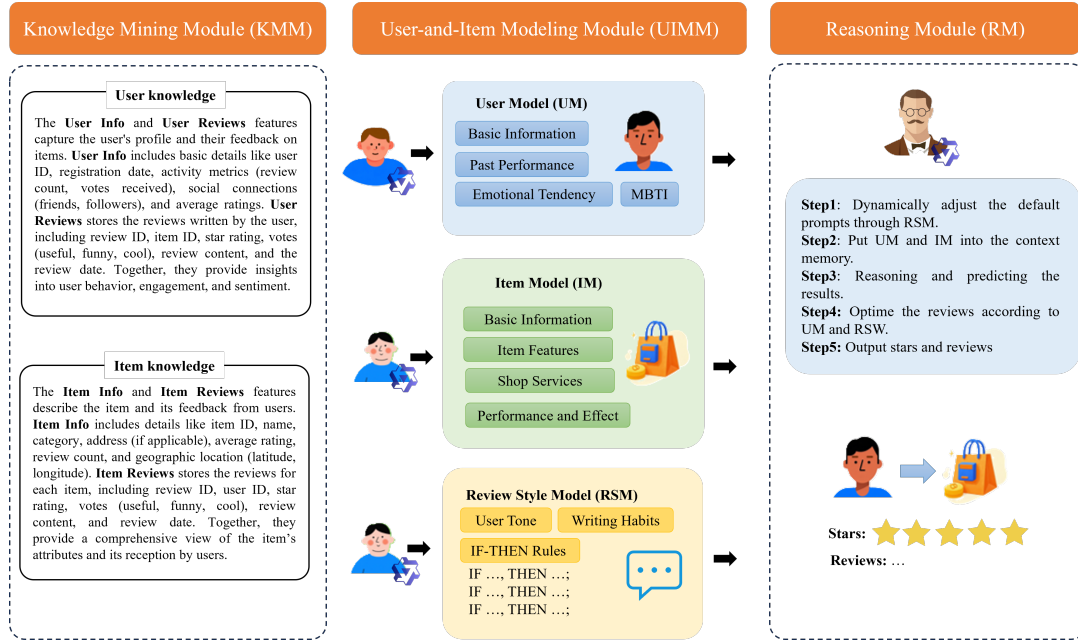 Knowledge Mining Module (KMM)
User knowledge
The User Info and User Reviews features
capture the user's profile and their feedback on
items. User Info includes basic details like user
ID, registration date, activity metrics (review
count, votes received), social connections
(friends, followers), and average ratings. User
Reviews stores the reviews written by the user,
including review ID, item ID, star rating, votes
(useful, funny, cool), review content, and the
review date. Together, they provide insights
into user behavior, engagement, and sentiment.
Item knowledge
The Item Info and Item Reviews features
describe the item and its feedback from users.
Item Info includes details like item ID, name,
category, address (if applicable), average rating,
review count, and geographic location (latitude,
longitude). Item Reviews stores the reviews for
each item, including review ID, user ID, star
rating, votes (useful, funny, cool), review
content, and review date. Together, they
provide a comprehensive view of the item's
attributes and its reception by users.
User-and-Item Modeling Module (UIMM)
User Model (UM)
Basic Information
Past Performance
Emotional Tendency
MBTI
Item Model (IM)
Basic Information
Item Features
Shop Services
Performance and Effect
Review Style Model (RSM)
User Tone
Writing Habits
IF-THEN Rules
IF …, THEN …;
IF …, THEN …;
IF …, THEN …;
Reasoning Module (RM)
Step1: Dynamically adjust the default
prompts through RSM.
Step2: Put UM and IM into the context
memory.
Step3: Reasoning and predicting the
results.
Step4: Optime the reviews according to
UM and RSW.
Step5: Output stars and reviews
Stars:
Reviews: …